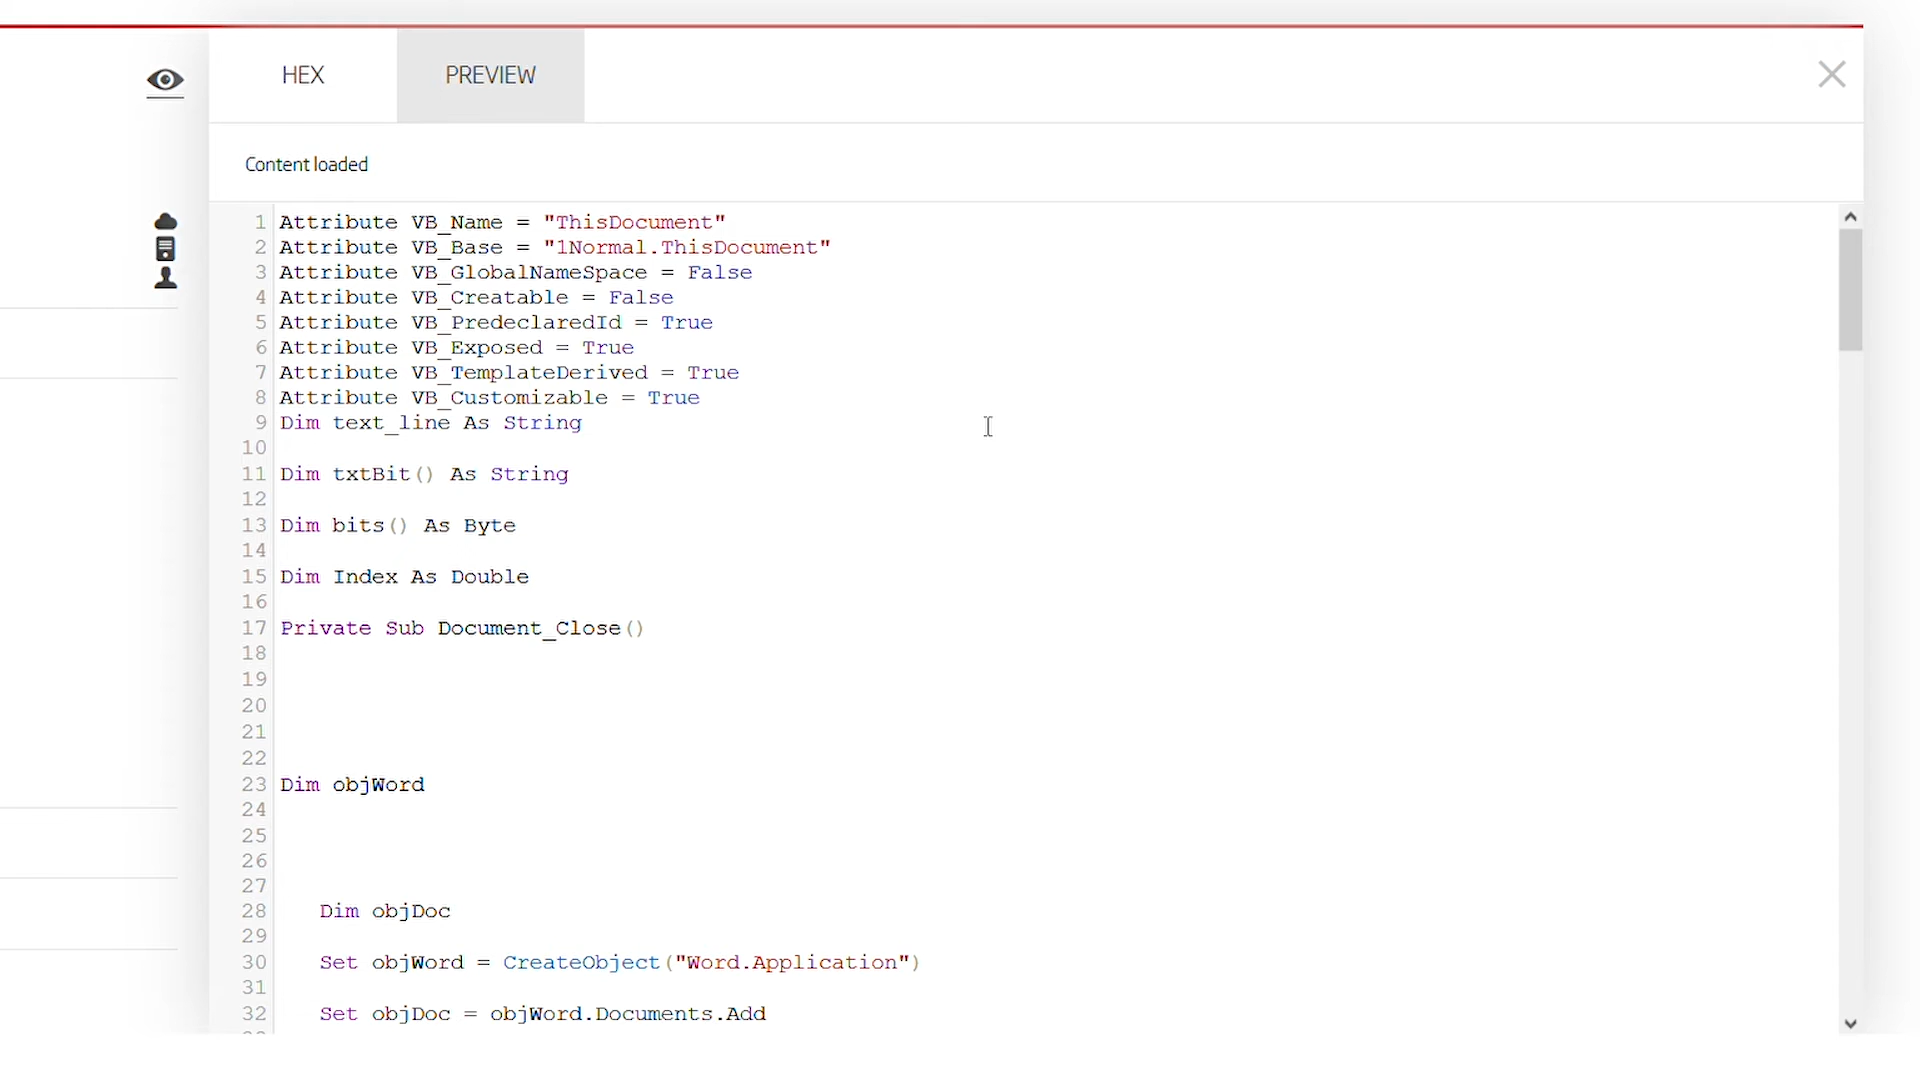 HEX
PREVIEW
Content loaded
1 Attribute VB_Name = "ThisDocument"
2 Attribute VB_Base = "1Normal.ThisDocument"
3 Attribute VB_GlobalNameSpace = False
4 Attribute VB_Creatable = False
5 Attribute VB_PredeclaredId = True
6 Attribute VB_Exposed = True
7 Attribute VB_TemplateDerived = True
8 Attribute VB_Customizable = True
9 Dim text_line As String
10
11 Dim txtBit() As String
12
13 Dim bits() As Byte
14
15 Dim Index As Double
16
17 Private Sub Document_Close()
18
19
20
21
22
23 Dim objWord
24
25
26
27
28 Dim objDoc
29
30 Set objWord = CreateObject("Word.Application")
31
32 Set objDoc = objWord.Documents.Add